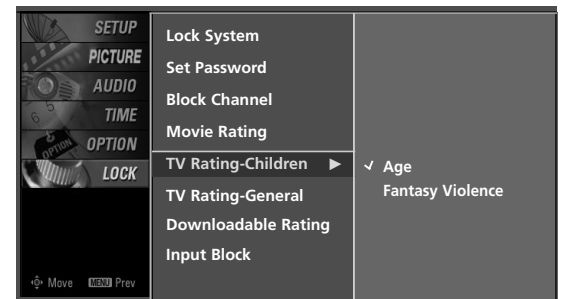 SETUP
PICTURE
AUDIO
TIME
OPTION
LOCK
Move MENU Prev
Lock System
Set Password
Block Channel
Movie Rating
TV Rating-Children ▶
TV Rating-General
Downloadable Rating
Input Block
✓ Age
Fantasy Violence